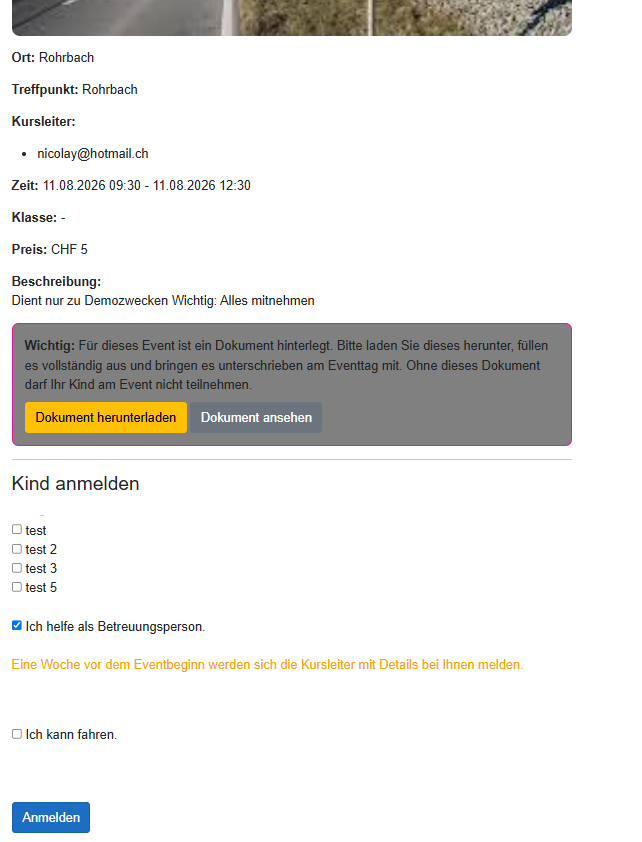 Ort: Rohrbach
Treffpunkt: Rohrbach
Kursleiter:
nicolay@hotmail.ch
Zeit: 11.08.2026 09:30 - 11.08.2026 12:30
Klasse: -
Preis: CHF 5
Beschreibung:
Dient nur zu Demozwecken Wichtig: Alles mitnehmen
Wichtig: Für dieses Event ist ein Dokument hinterlegt. Bitte laden Sie dieses herunter, füllen
es vollständig aus und bringen es unterschrieben am Eventtag mit. Ohne dieses Dokument
darf Ihr Kind am Event nicht teilnehmen.
Dokument herunterladen Dokument ansehen
Kind anmelden
test
test 2
test 3
test 5
Ich helfe als Betreuungsperson.
Eine Woche vor dem Eventbeginn werden sich die Kursleiter mit Details bei Ihnen melden.
Ich kann fahren.
Anmelden